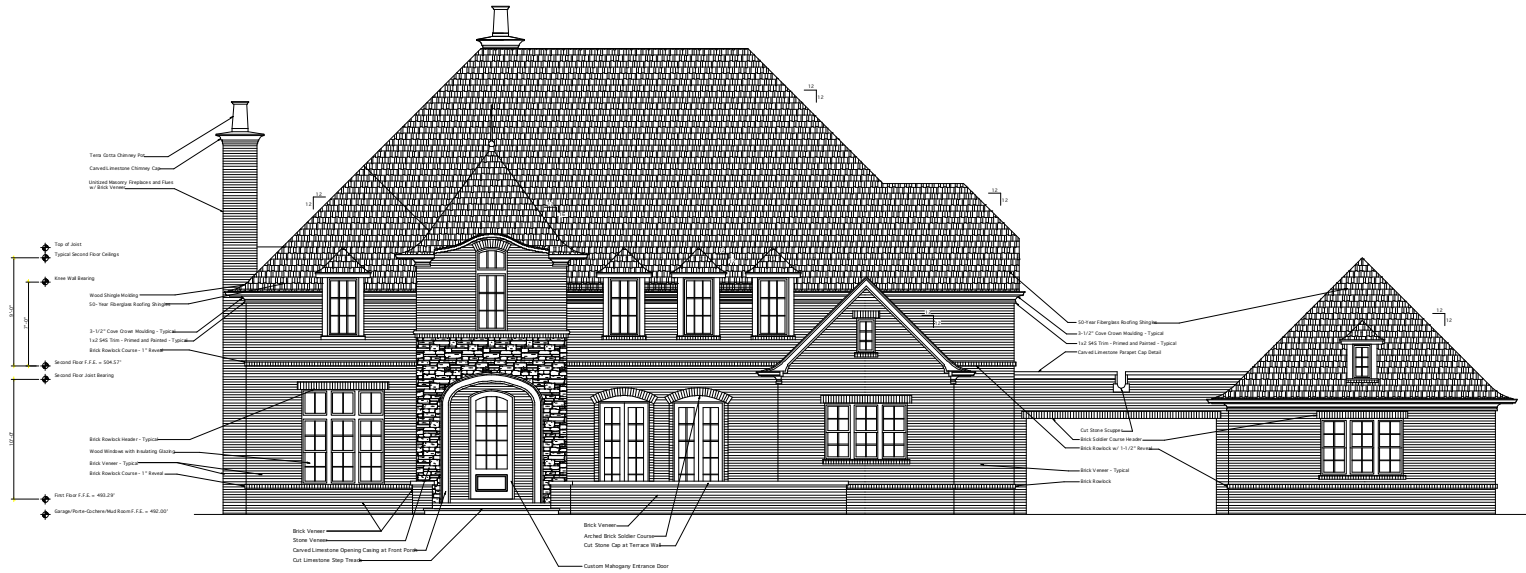 12
12
12
12
12
12
Terra Cotta Chimney Pot
Carved Limestone Chimney Cap
Unitized Masonry Fireplaces and Flues
w/ Brick Veneer
Top of Joist
Typical Second Floor Ceilings
Knee Wall Bearing
Wood Shingle Molding
50-Year Fiberglass Roofing Shingles
9'-0"
7'-0"
3-1/2" Cove Crown Moulding - Typical
1x2 S4S Trim - Primed and Painted - Typical
Brick Rowlock Course - 1" Reveal
Second Floor F.F.E. = 504.57'
Second Floor Joist Bearing
10'-0"
Brick Rowlock Header - Typical
Wood Windows with Insulating Glazing
Brick Veneer - Typical
Brick Rowlock Course - 1" Reveal
First Floor F.F.E. = 493.29'
Garage/Porte-Cochere/Mud Room F.F.E. = 492.00'
Brick Veneer
Stone Veneer
Carved Limestone Opening Casing at Front Porch
Cut Limestone Step Treads
Brick Veneer
Arched Brick Soldier Course
Cut Stone Cap at Terrace Wall
Custom Mahogany Entrance Door
50-Year Fiberglass Roofing Shingles
3-1/2" Cove Crown Moulding - Typical
1x2 S4S Trim - Primed and Painted - Typical
Carved Limestone Parapet Cap Detail
12
12
Cut Stone Scupper
Brick Soldier Course Header
Brick Rowlock w/ 1-1/2" Reveal
Brick Veneer - Typical
Brick Rowlock